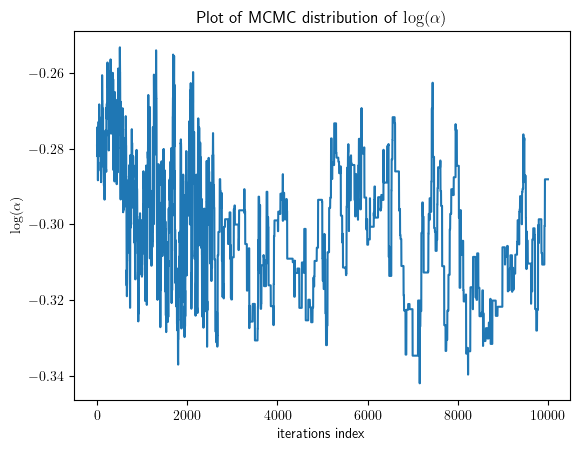 Plot of MCMC distribution of log(α)
−0.26
−0.28
−0.30
−0.32
−0.34
log(α)
0 2000 4000 6000 8000 10000
iterations index